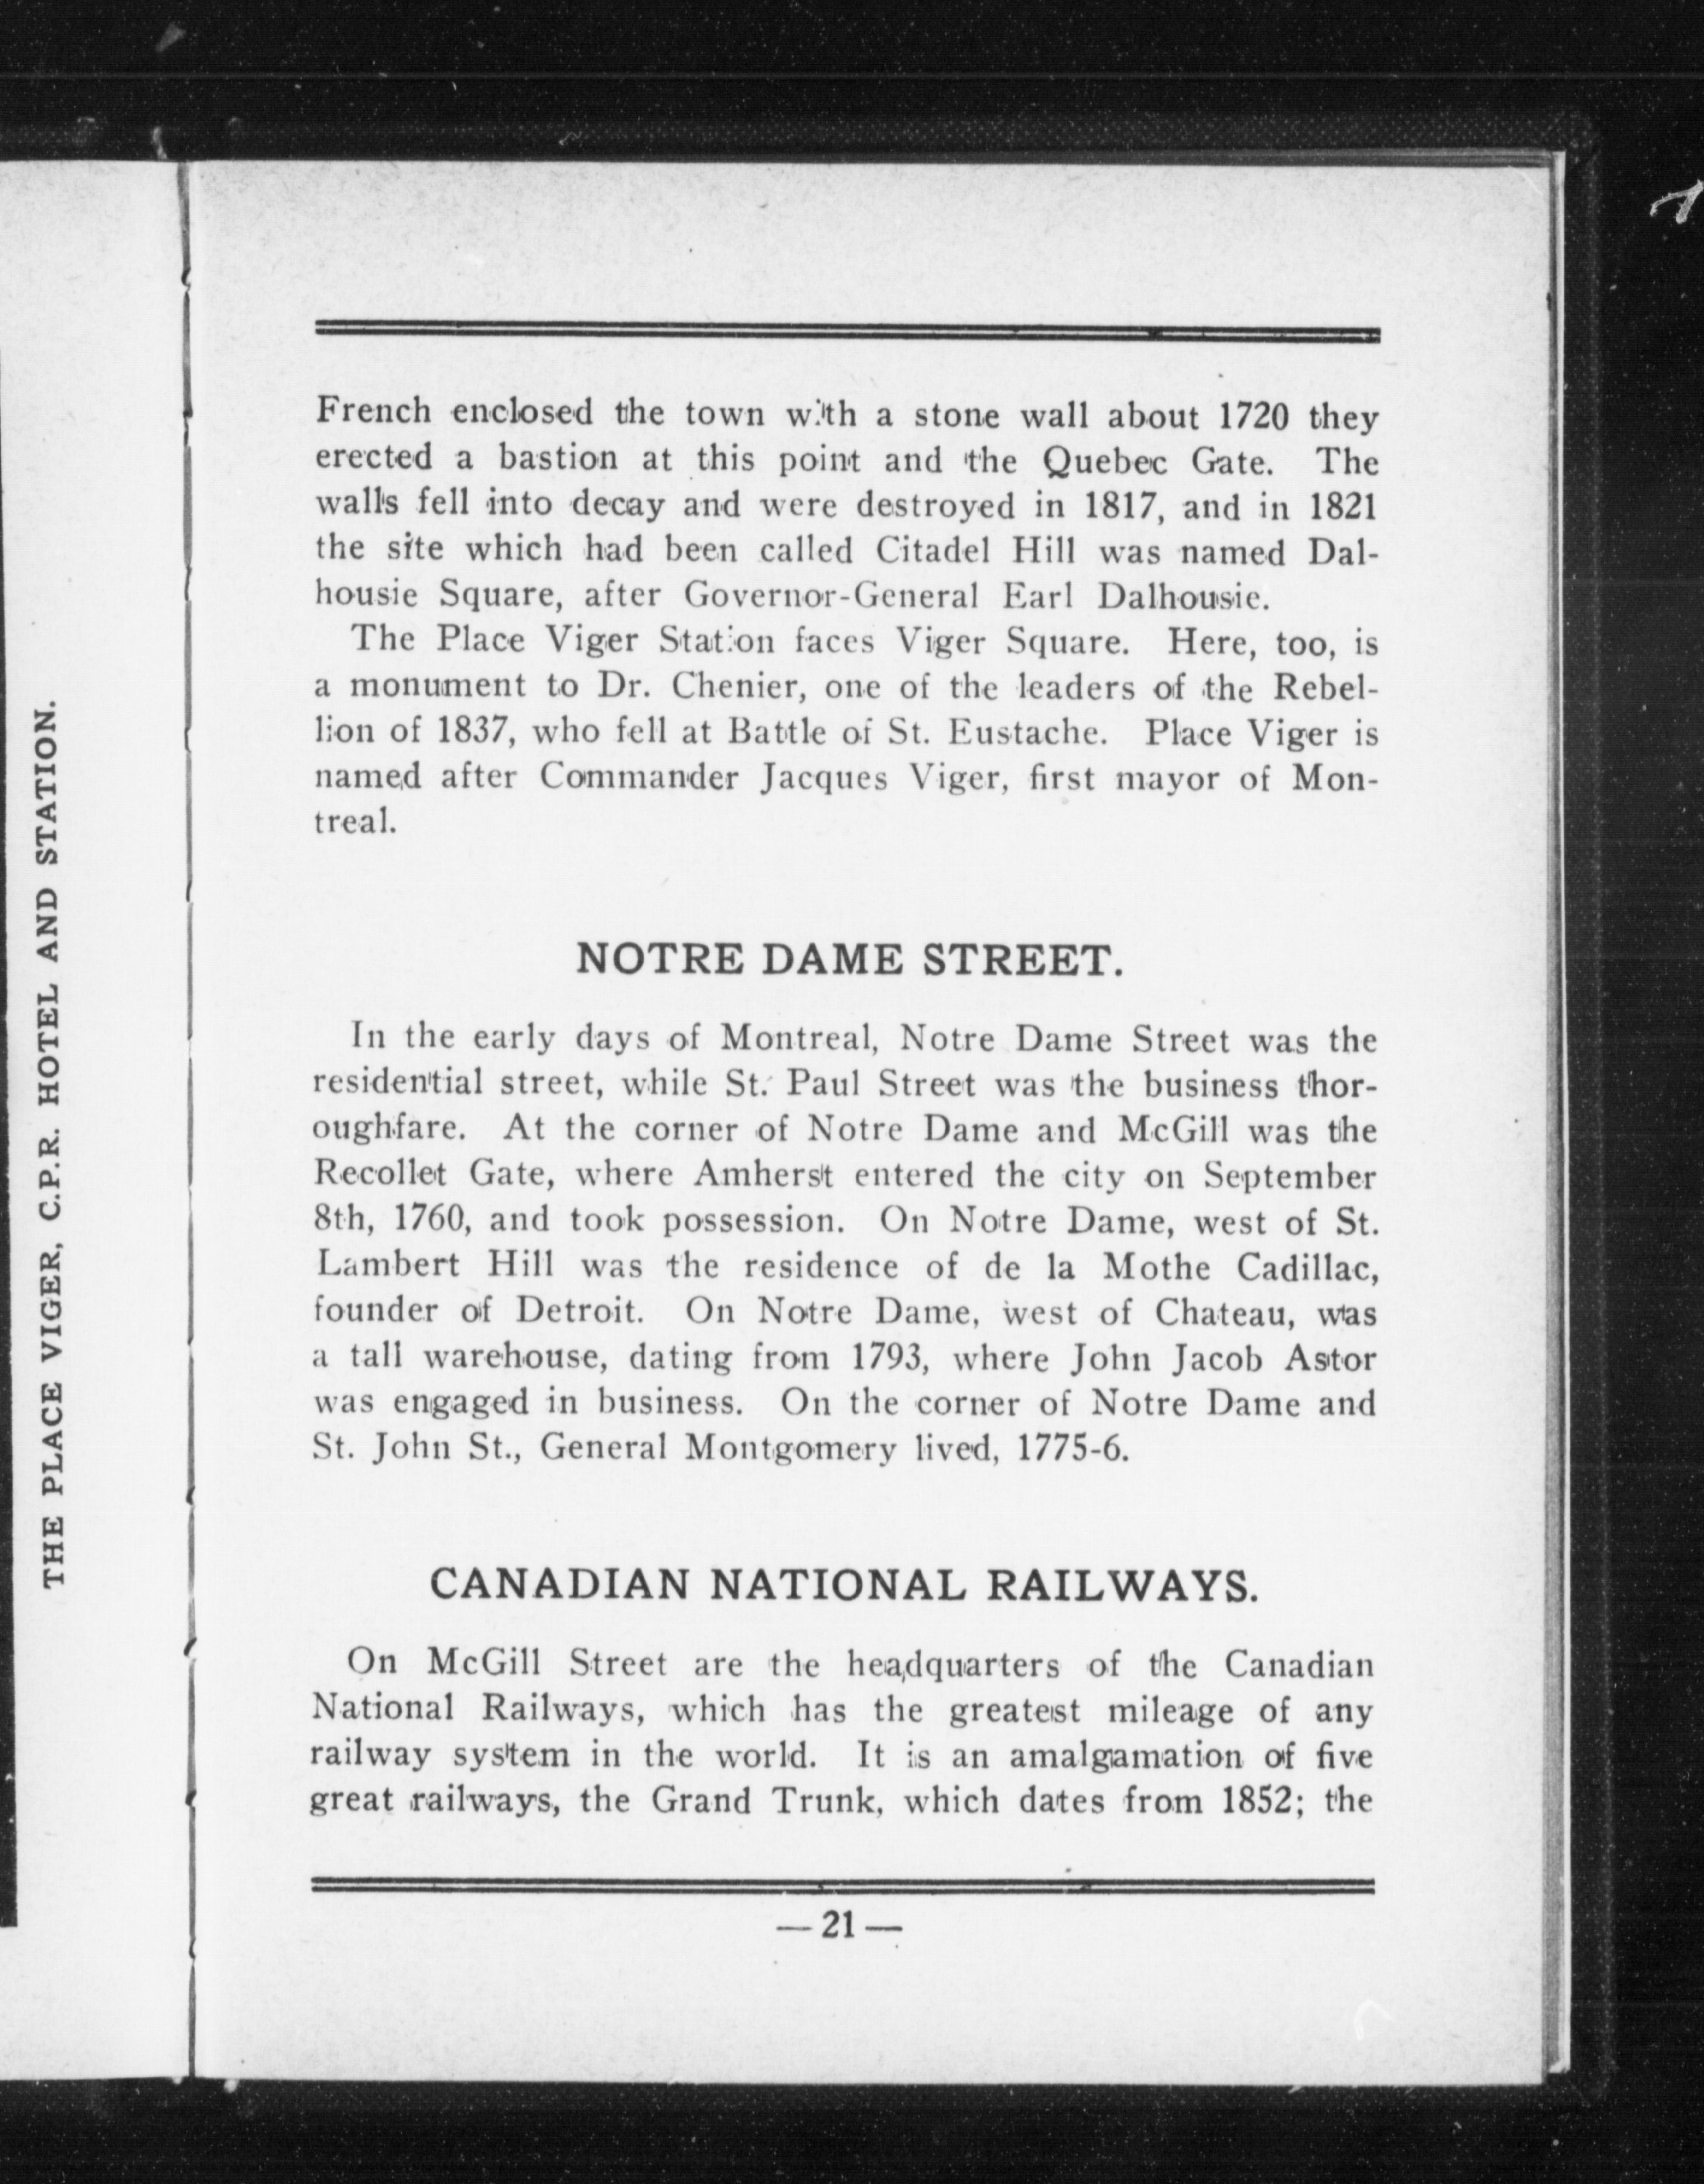 THE PLACE VIGER, C.P.R. HOTEL AND STATION.
French enclosed the town with a stone wall about 1720 they
erected a bastion at this point and the Quebec Gate. The
walls fell into decay and were destroyed in 1817, and in 1821
the site which had been called Citadel Hill was named Dal-
housie Square, after Governor-General Earl Dalhousie.
The Place Viger Station faces Viger Square. Here, too, is
a monument to Dr. Chenier, one of the leaders of the Rebel-
lion of 1837, who fell at Battle of St. Eustache. Place Viger is
named after Commander Jacques Viger, first mayor of Mon-
treal.
NOTRE DAME STREET.
In the early days of Montreal, Notre Dame Street was the
residential street, while St. Paul Street was the business thor-
oughfare. At the corner of Notre Dame and McGill was the
Recollet Gate, where Amherst entered the city on September
8th, 1760, and took possession. On Notre Dame, west of St.
Lambert Hill was the residence of de la Mothe Cadillac,
founder of Detroit. On Notre Dame, west of Chateau, was
a tall warehouse, dating from 1793, where John Jacob Astor
was engaged in business. On the corner of Notre Dame and
St. John St., General Montgomery lived, 1775-6.
CANADIAN NATIONAL RAILWAYS.
On McGill Street are the headquarters of the Canadian
National Railways, which has the greatest mileage of any
railway system in the world. It is an amalgamation of five
great railways, the Grand Trunk, which dates from 1852; the
— 21 —